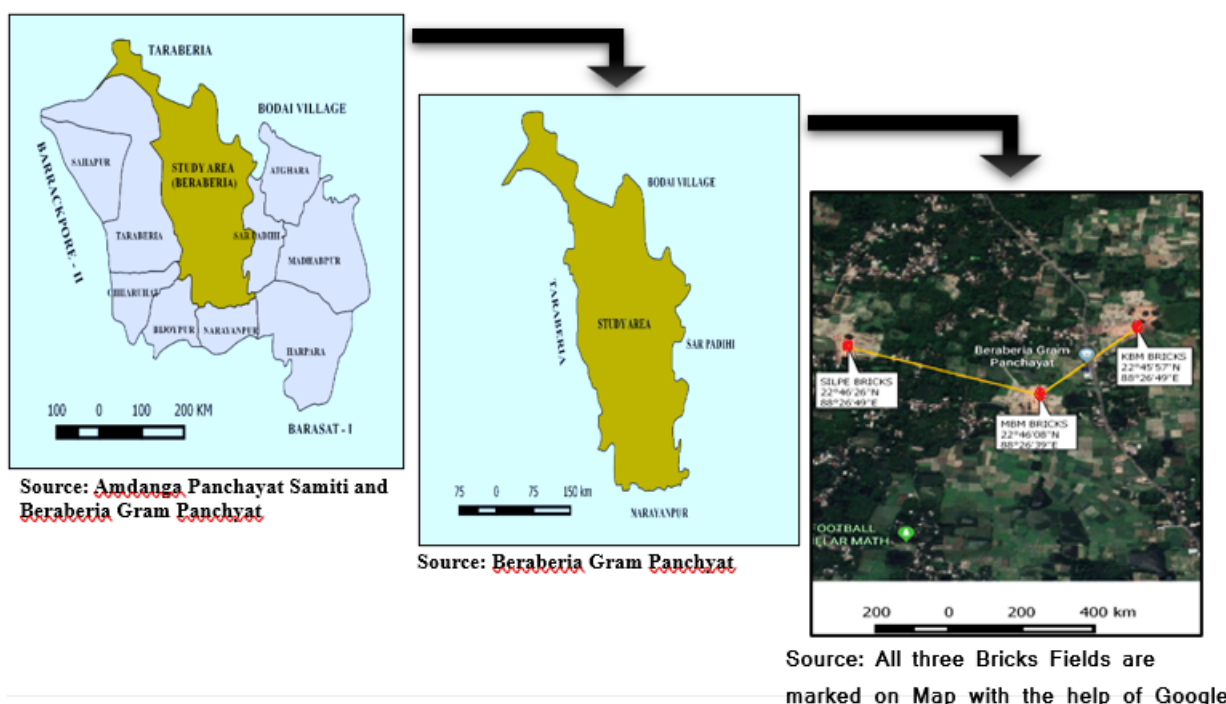 TARABERIA
BODAI VILLAGE
BARRACKPORE - II
SAHAPUR
STUDY AREA
(BERABERIA)
ATGHARA
TARABERIA
SAR PADIHI
MADHABPUR
BIJOYPUR
NARAYANPUR
HARPARA
100 0 100 200 KM
BARASAT - I
Source: Amdanga Panchayat Samiti and
Beraberia Gram Panchyat
BODAI VILLAGE
TARABERIA
STUDY AREA
SAR PADIHI
75 0 75 150 km
NARAYANPUR
Source: Beraberia Gram Panchyat
Beraberia Gram
Panchayat
KBM BRICKS
22°45'57"N
88°26'49"E
SILPE BRICKS
22°46'26"N
88°26'49"E
MBM BRICKS
22°46'08"N
88°26'39"E
OOTBALL
ELAR MATH
200 0 200 400 km
Source: All three Bricks Fields are
marked on Map with the help of Google